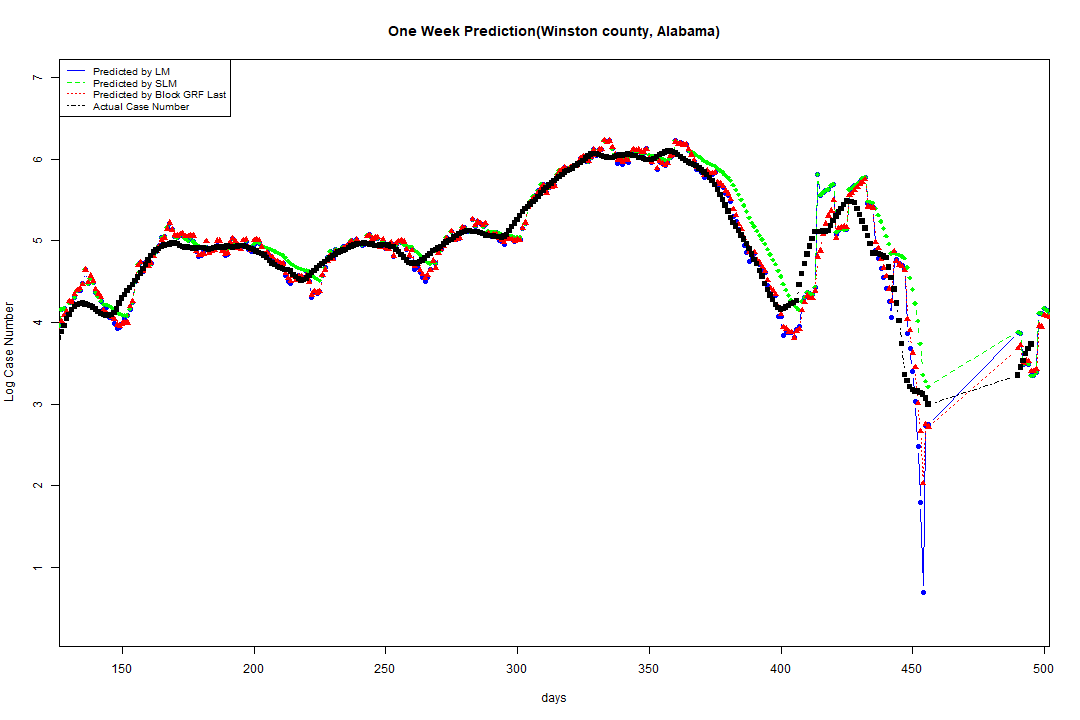 One Week Prediction(Winston county, Alabama)
Predicted by LM
Predicted by SLM
Predicted by Block GRF Last
Actual Case Number
7
6
5
4
3
2
1
Log Case Number
150 200 250 300 350 400 450 500
days